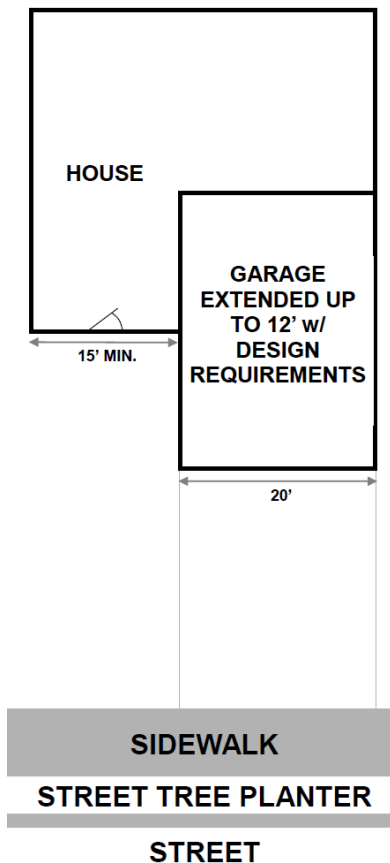 HOUSE
GARAGE
EXTENDED UP
TO 12’ w/
DESIGN
REQUIREMENTS
15’ MIN.
20’
SIDEWALK
STREET TREE PLANTER
STREET